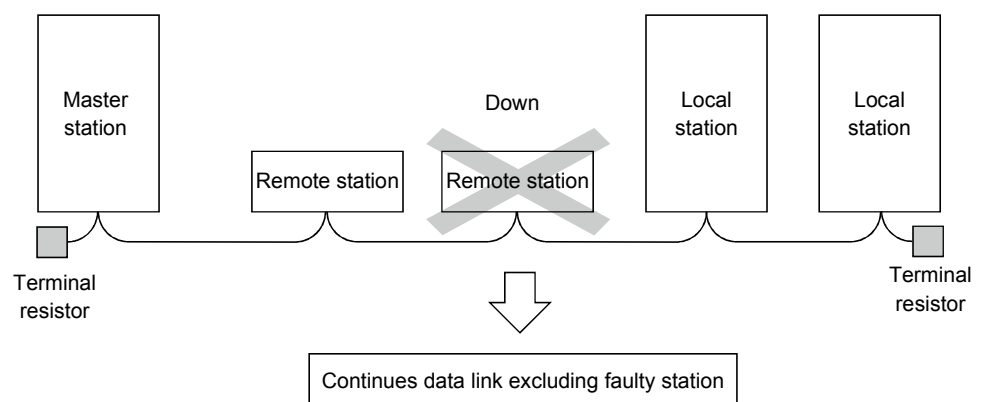 Master
station
Remote station
Down
Remote station
Local
station
Local
station
Terminal
resistor
Terminal
resistor
Continues data link excluding faulty station